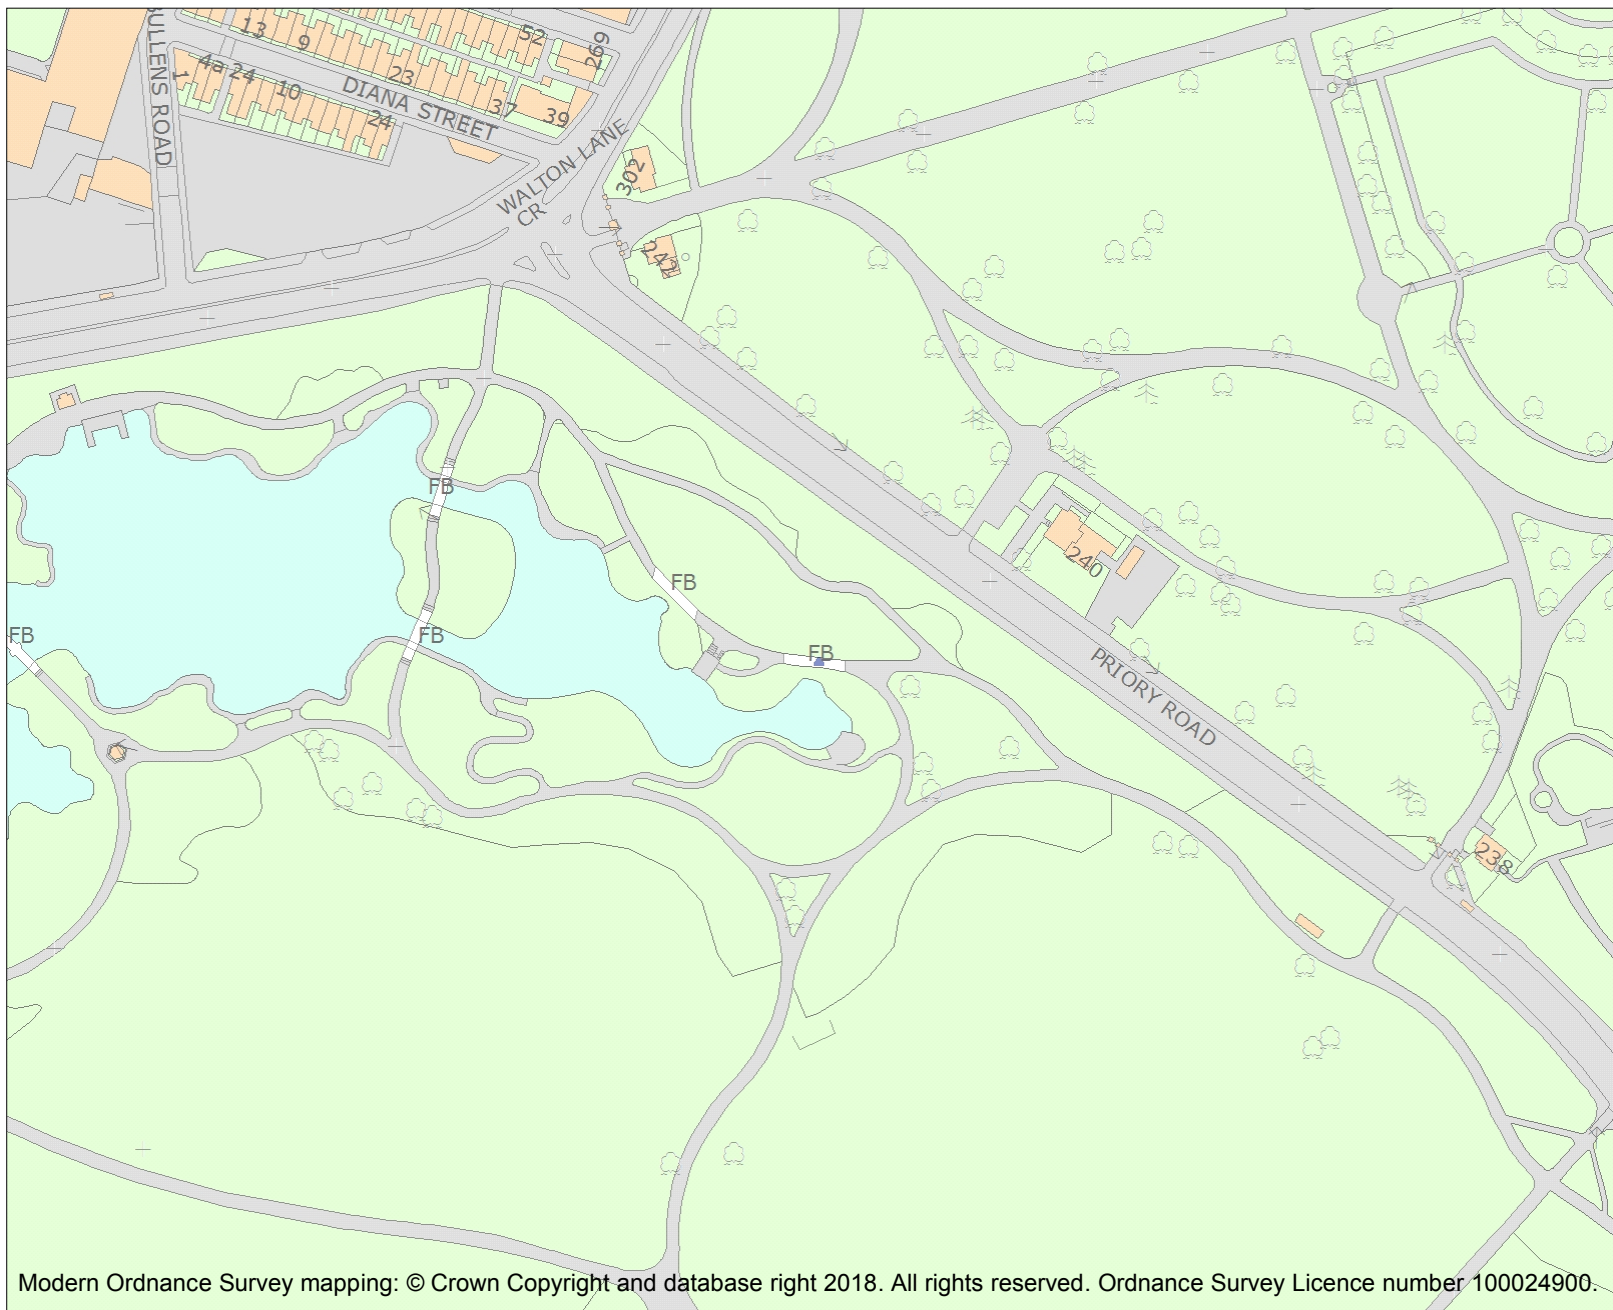 BULLENS ROAD
13
9
52
269
1
4a
24
10
23
DIANA STREET
24
37
39
WALTON LANE
CR
302
242
FB
FB
FB
FB
FB
240
PRIORY ROAD
238
Modern Ordnance Survey mapping: © Crown Copyright and database right 2018. All rights reserved. Ordnance Survey Licence number 100024900.